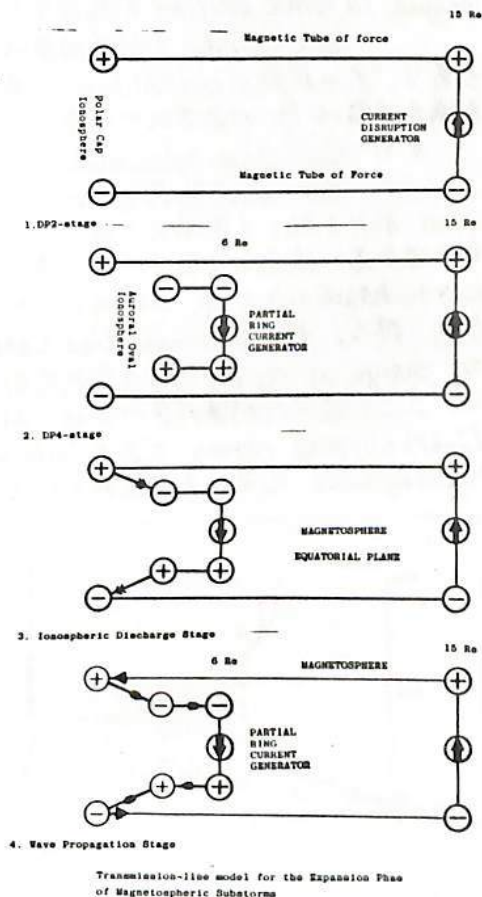 15 Re
Magnetic Tube of force
+ +
Polar Cap
Ionosphere
CURRENT
DISRUPTION
GENERATOR
Magnetic Tube of Force
− −
1.DP2-stage
6 Re
15 Re
+ +
− −
Auroral Oval
Ionosphere
PARTIAL
RING
CURRENT
GENERATOR
+ +
− −
2. DP4-stage
+ +
− −
MAGNETOSPHERE
EQUATORIAL PLANE
+ +
− −
3. Ionospheric Discharge Stage
6 Re
MAGNETOSPHERE
15 Re
+ +
− −
PARTIAL
RING
CURRENT
GENERATOR
+ +
− −
4. Wave Propagation Stage
Transmission-line model for the Expansion Phae
of Magnetospheric Substorms